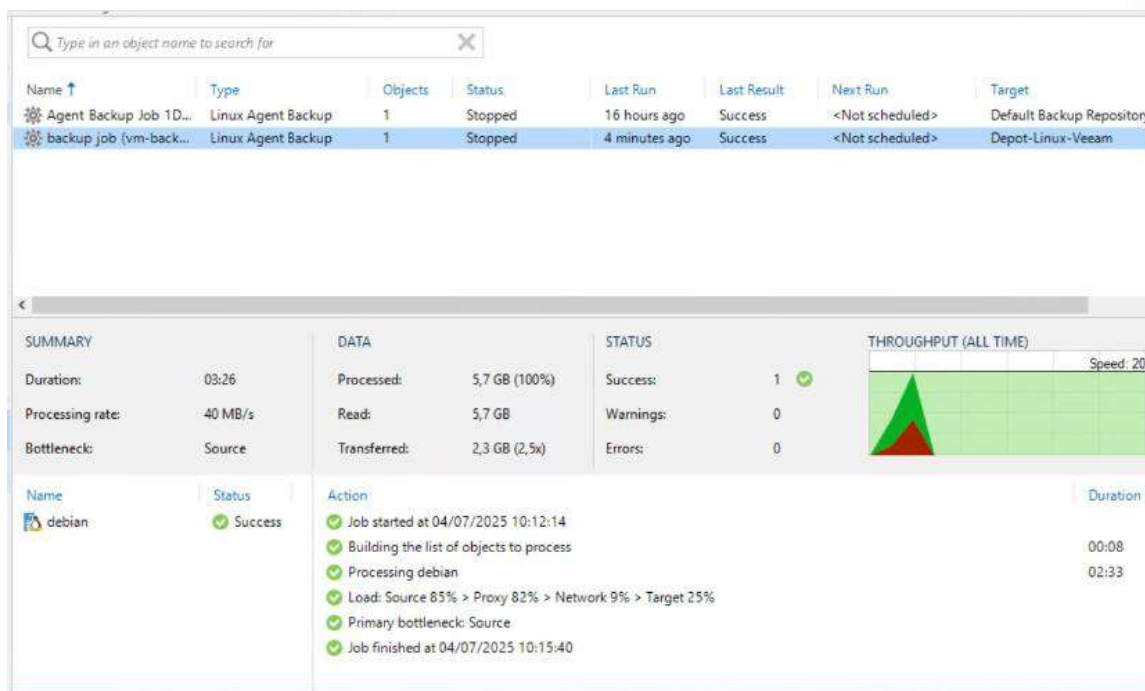 Type in an object name to search for
Name Type Objects Status Last Run Last Result Next Run Target
Agent Backup Job 1D... Linux Agent Backup 1 Stopped 16 hours ago Success <Not scheduled> Default Backup Repository
backup job (vm-back... Linux Agent Backup 1 Stopped 4 minutes ago Success <Not scheduled> Depot-Linux-Veeam
SUMMARY DATA STATUS THROUGHPUT (ALL TIME)
Speed: 20
Duration: 03:26 Processed: 5,7 GB (100%) Success: 1
Processing rate: 40 MB/s Read: 5,7 GB Warnings: 0
Bottleneck: Source Transferred: 2,3 GB (2,5x) Errors: 0
Name Status Action Duration
debian Success Job started at 04/07/2025 10:12:14
Building the list of objects to process 00:08
Processing debian 02:33
Load: Source 85% > Proxy 82% > Network 9% > Target 25%
Primary bottleneck: Source
Job finished at 04/07/2025 10:15:40